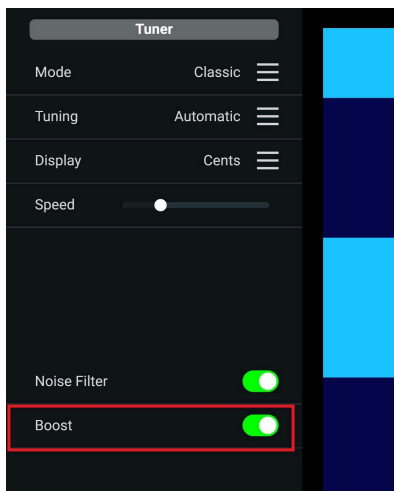 Tuner
Mode Classic
Tuning Automatic
Display Cents
Speed
Noise Filter
Boost